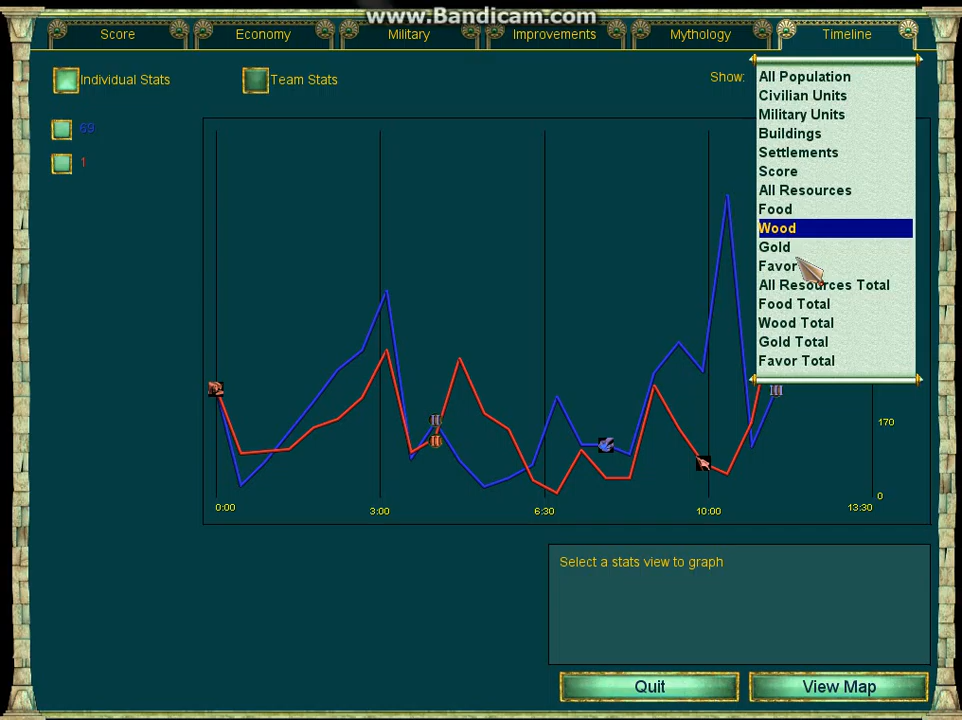 www.Bandicam.com
Score
Economy
Military
Improvements
Mythology
Timeline
Individual Stats
Team Stats
Show:
69
1
All Population
Civilian Units
Military Units
Buildings
Settlements
Score
All Resources
Food
Wood
Gold
Favor
All Resources Total
Food Total
Wood Total
Gold Total
Favor Total
170
0
0:00
3:00
6:30
10:00
13:30
Select a stats view to graph
Quit
View Map